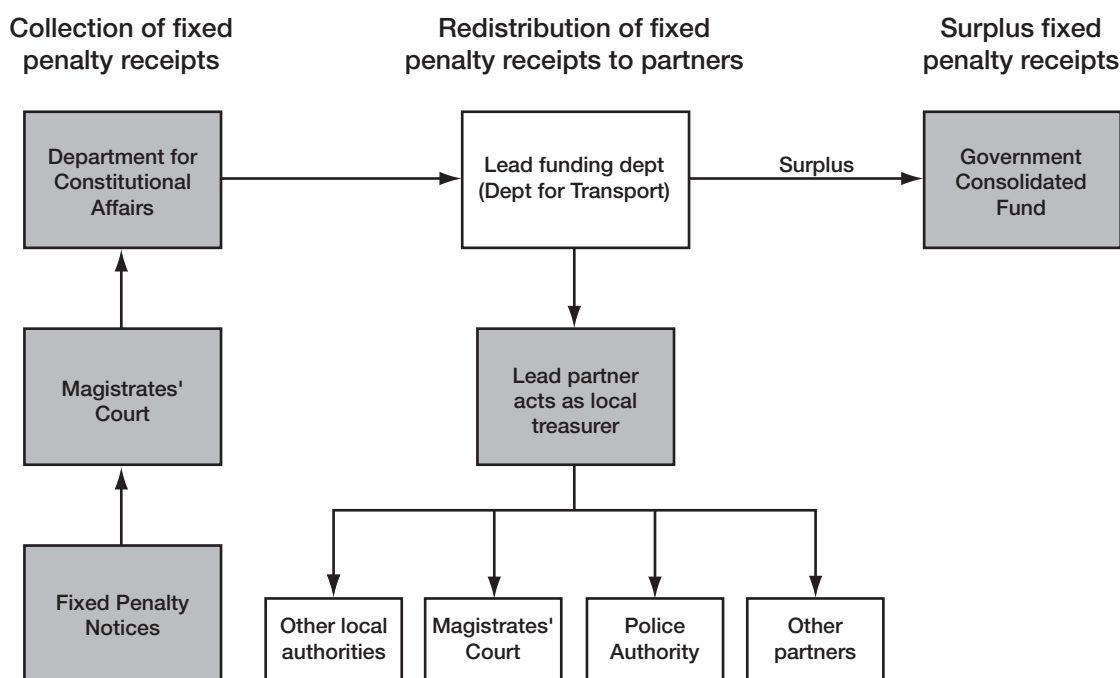 Collection of fixed
penalty receipts
Redistribution of fixed
penalty receipts to partners
Surplus fixed
penalty receipts
Department for
Constitutional
Affairs
Lead funding dept
(Dept for Transport)
Surplus
Government
Consolidated
Fund
Magistrates'
Court
Lead partner
acts as local
treasurer
Fixed Penalty
Notices
Other local
authorities
Magistrates'
Court
Police
Authority
Other
partners